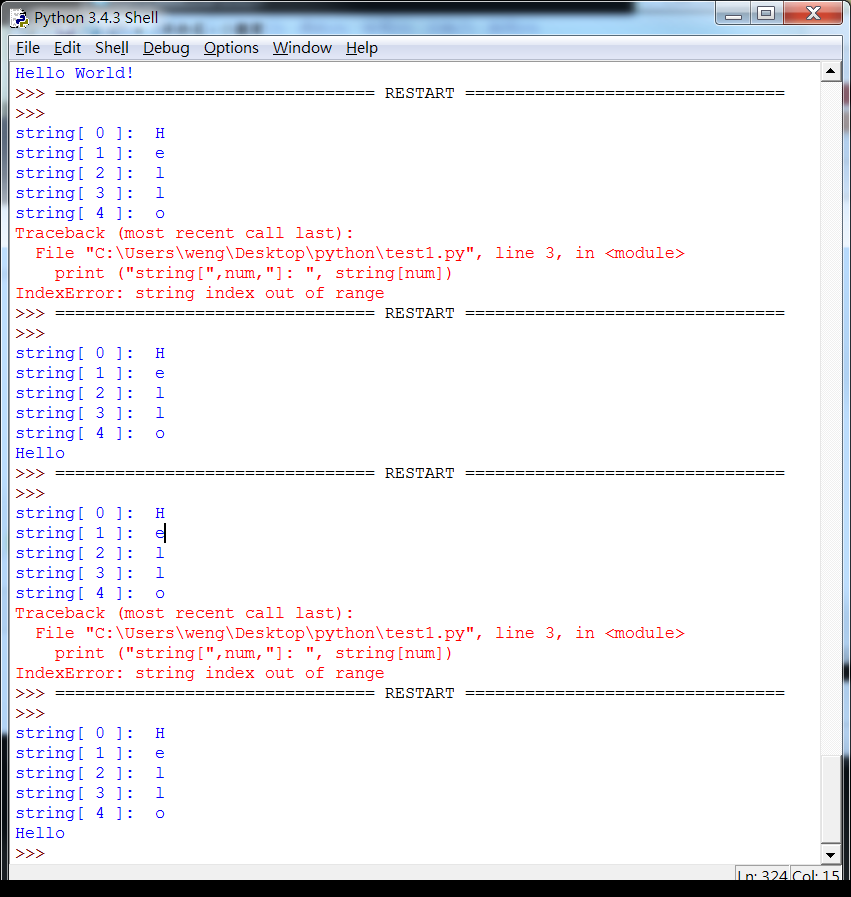 Python 3.4.3 Shell
File Edit Shell Debug Options Window Help
Hello World!
>>> ================================ RESTART ================================
>>>
string[ 0 ]:  H
string[ 1 ]:  e
string[ 2 ]:  l
string[ 3 ]:  l
string[ 4 ]:  o
Traceback (most recent call last):
  File "C:\Users\weng\Desktop\python\test1.py", line 3, in <module>
    print ("string[",num,"]: ", string[num])
IndexError: string index out of range
>>> ================================ RESTART ================================
>>>
string[ 0 ]:  H
string[ 1 ]:  e
string[ 2 ]:  l
string[ 3 ]:  l
string[ 4 ]:  o
Hello
>>> ================================ RESTART ================================
>>>
string[ 0 ]:  H
string[ 1 ]:  e
string[ 2 ]:  l
string[ 3 ]:  l
string[ 4 ]:  o
Traceback (most recent call last):
  File "C:\Users\weng\Desktop\python\test1.py", line 3, in <module>
    print ("string[",num,"]: ", string[num])
IndexError: string index out of range
>>> ================================ RESTART ================================
>>>
string[ 0 ]:  H
string[ 1 ]:  e
string[ 2 ]:  l
string[ 3 ]:  l
string[ 4 ]:  o
Hello
>>>
Ln: 324 Col: 15